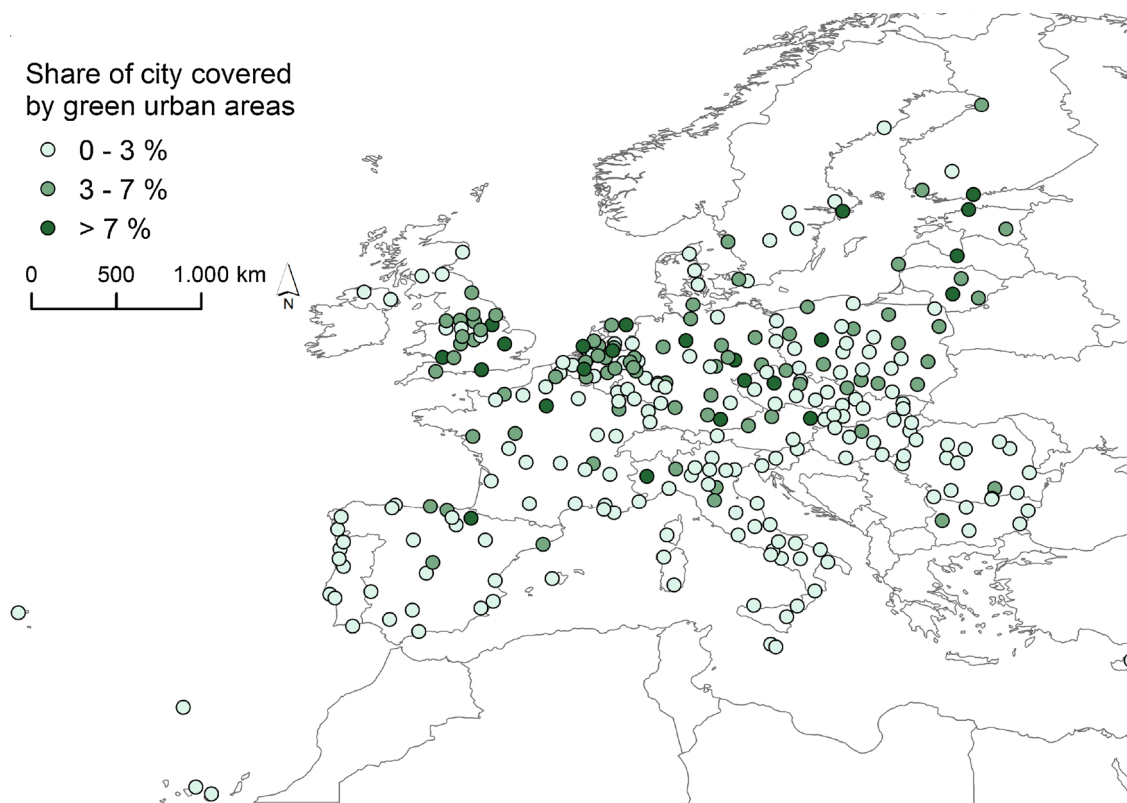 Share of city covered
by green urban areas
0 - 3 %
3 - 7 %
> 7 %
0 500 1.000 km
N